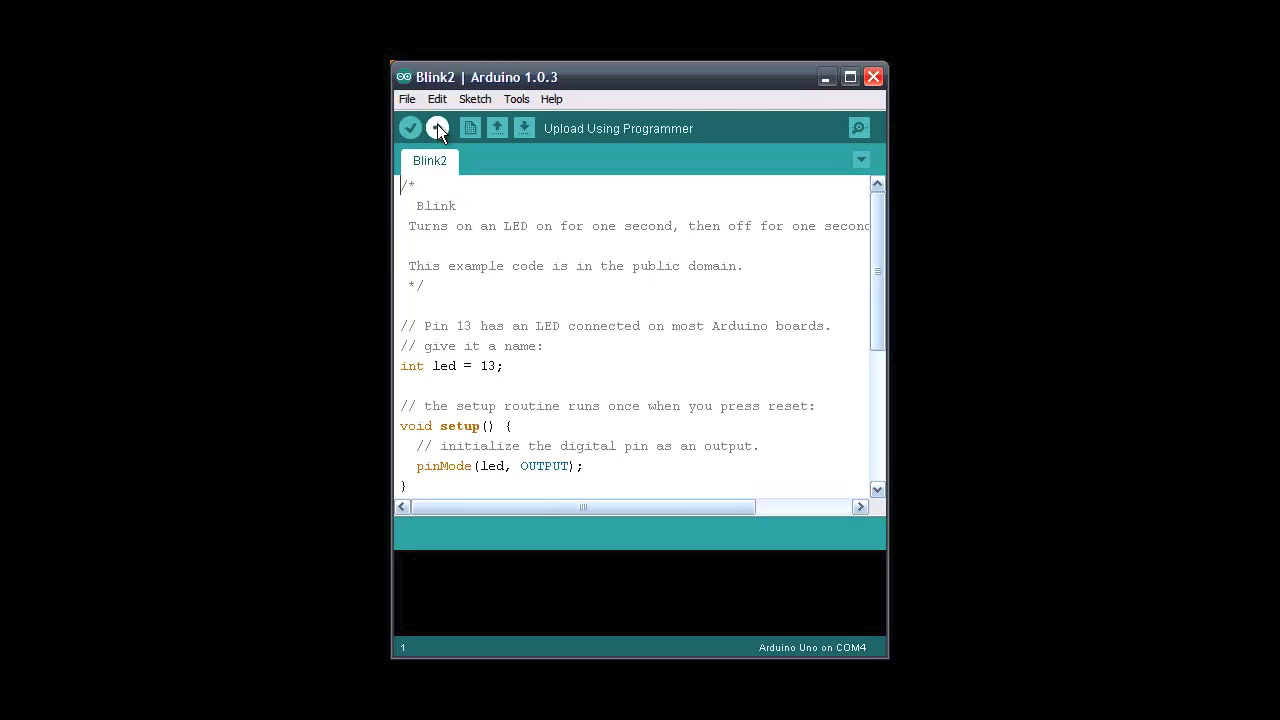 Blink2 | Arduino 1.0.3
File Edit Sketch Tools Help
Upload Using Programmer
Blink2
/*
Blink
Turns on an LED on for one second, then off for one second
This example code is in the public domain.
*/
// Pin 13 has an LED connected on most Arduino boards.
// give it a name:
int led = 13;
// the setup routine runs once when you press reset:
void setup() {
// initialize the digital pin as an output.
pinMode(led, OUTPUT);
}
1 Arduino Uno on COM4